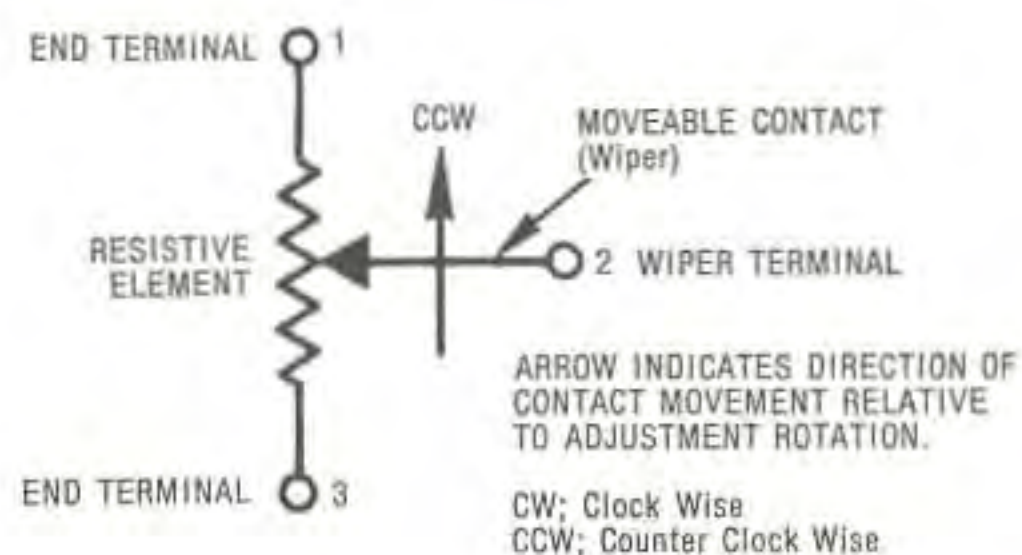 END TERMINAL 1
CCW
MOVEABLE CONTACT
(Wiper)
RESISTIVE
ELEMENT
2 WIPER TERMINAL
ARROW INDICATES DIRECTION OF
CONTACT MOVEMENT RELATIVE
TO ADJUSTMENT ROTATION.
END TERMINAL 3
CW; Clock Wise
CCW; Counter Clock Wise